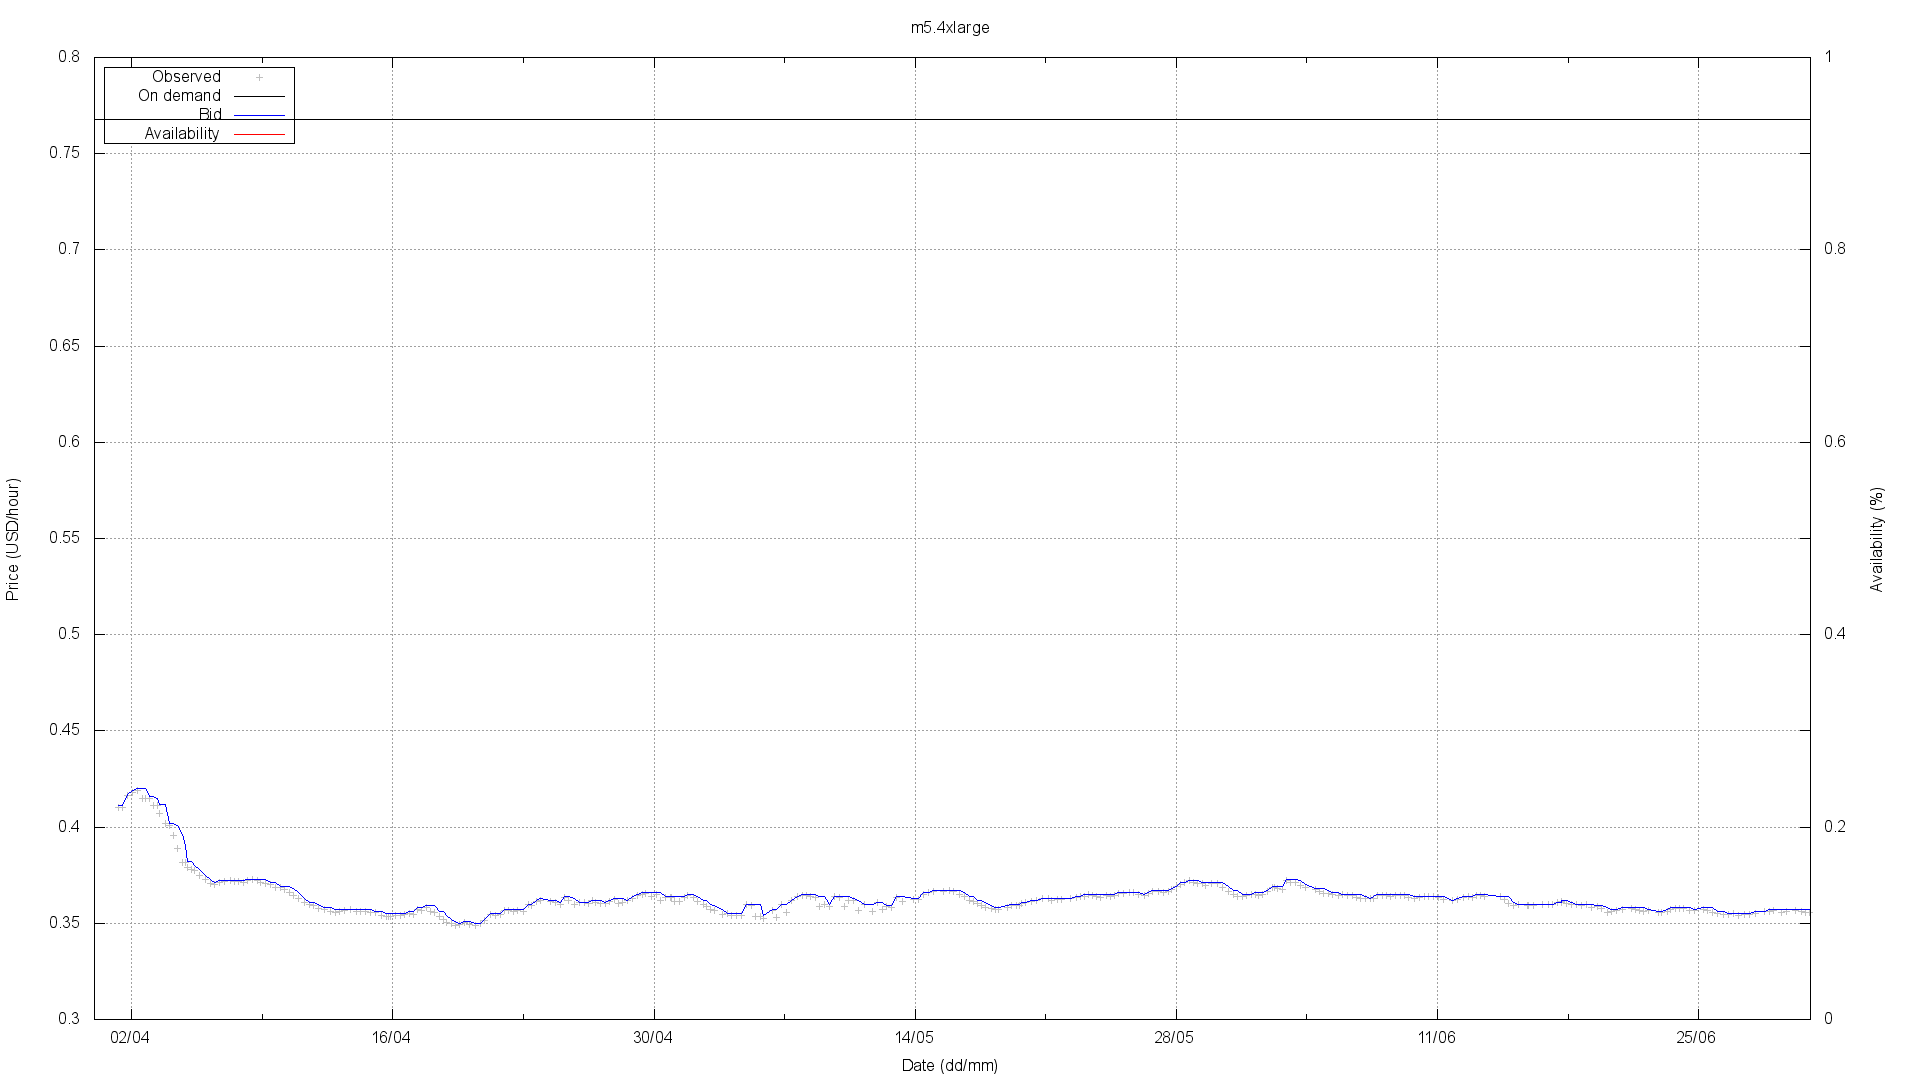 m5.4xlarge
Observed
On demand
Bid
Availability
0.8
0.75
0.7
0.65
0.6
0.55
0.5
0.45
0.4
0.35
0.3
1
0.8
0.6
0.4
0.2
0
Price (USD/hour)
Availability (%)
02/04 16/04 30/04 14/05 28/05 11/06 25/06
Date (dd/mm)